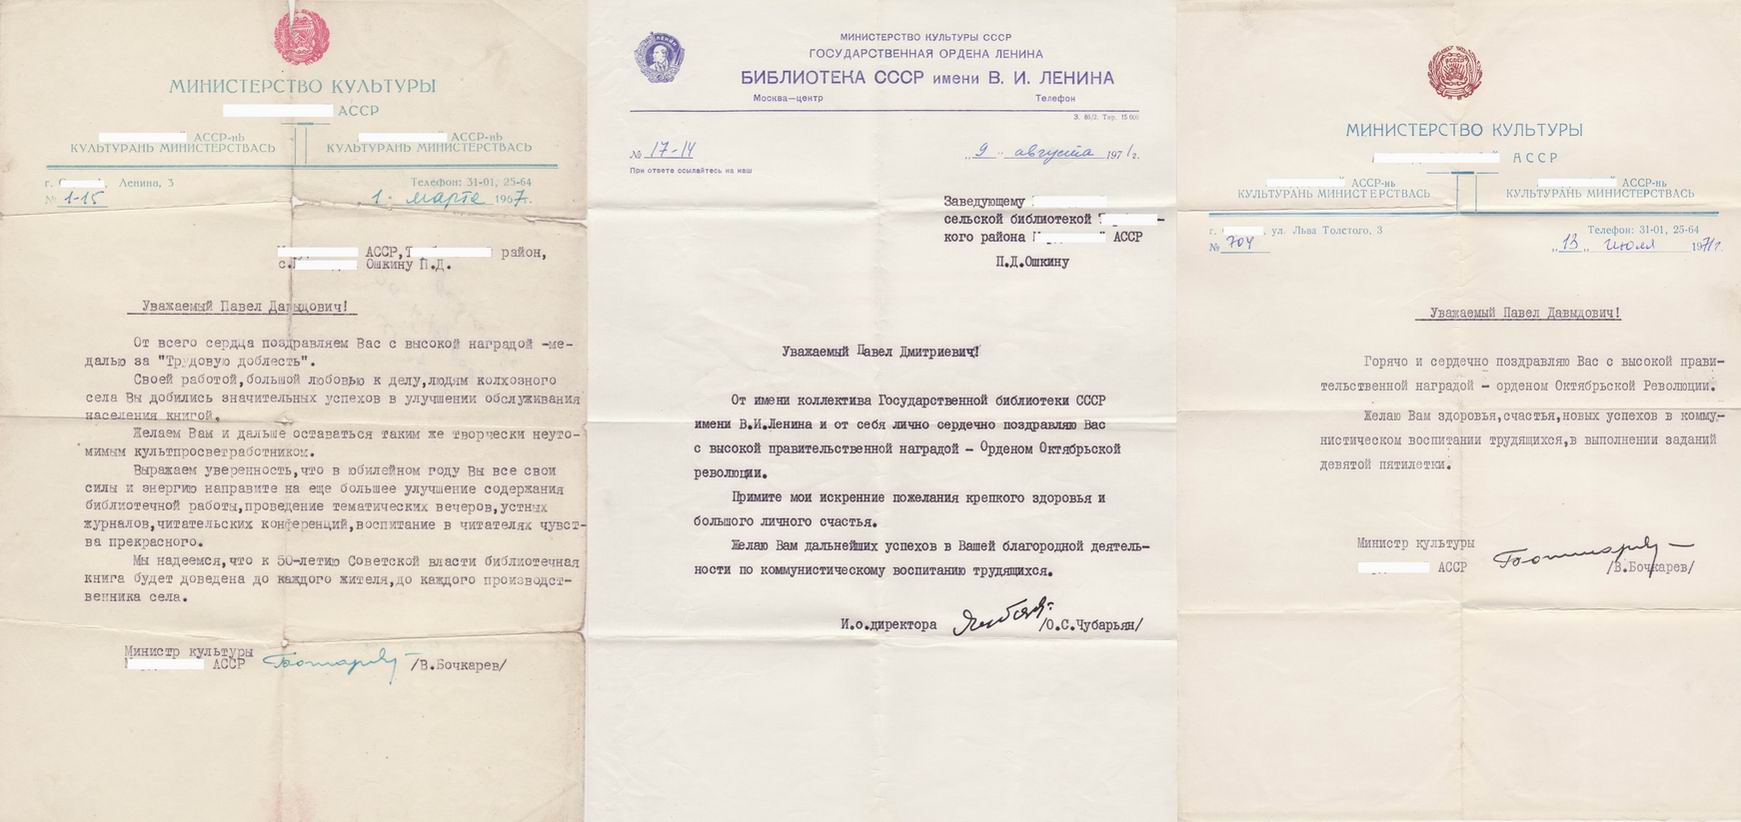 МИНИСТЕРСТВО КУЛЬТУРЫ
АССР
АССР-нь
КУЛЬТУРАНЬ МИНИСТЕРСТВАСЬ
АССР-нЬ
КУЛЬТУРАНЬ МИНИСТЕРСТВАСЬ
г. С , Ленина, 3
Телефон: 31-01, 25-64
№ 1-15
1. марта 1967г.
АССР, Т район,
с. Ошкину П.Д.
Уважаемый Павел Давыдович!
От всего сердца поздравляем Вас с высокой наградой -ме-
далью за "Трудовую доблесть".
Своей работой,большой любовью к делу,людям колхозного
села Вы добились значительных успехов в улучшении обслуживания
населения книгой.
Желаем Вам и дальше оставаться таким же творчески неуто-
мимым культпросветработником.
Выражаем уверенность,что в юбилейном году Вы все свои
силы и энергию направите на еще большее улучшение содержания
библиотечной работы,проведение тематических вечеров,устных
журналов,читательских конференций,воспитание в читателях чувст-
ва прекрасного.
Мы надеемся,что к 50-летию Советской власти библиотечная
книга будет доведена до каждого жителя,до каждого производст-
венника села.
Министр культуры
АССР /В.Бочкарев/
ЛЕНИН
МИНИСТЕРСТВО КУЛЬТУРЫ СССР
ГОСУДАРСТВЕННАЯ ОРДЕНА ЛЕНИНА
БИБЛИОТЕКА СССР имени В. И. ЛЕНИНА
Москва—центр Телефон
З. 86/2. Тир. 15 000
№ 17-14
„ 9 " августа 1971г.
При ответе ссылайтесь на наш
Заведующему
сельской библиотекой Т -
кого района М АССР
П.Д.Ошкину
Уважаемый Павел Дмитриевич!
От имени коллектива Государственной библиотеки СССР
имени В.И.Ленина и от себя лично сердечно поздравляю Вас
с высокой правительственной наградой - Орденом Октябрьской
революции.
Примите мои искренние пожелания крепкого здоровья и
большого личного счастья.
Желаю Вам дальнейших успехов в Вашей благородной деятель-
ности по коммунистическому воспитанию трудящихся.
И.о.директора /О.С.Чубарьян/
МИНИСТЕРСТВО КУЛЬТУРЫ
АССР
АССР-нь
КУЛЬТУРАНЬ МИНИСТЕРСТВАСЬ
АССР-нь
КУЛЬТУРАНЬ МИНИСТЕРСТВАСЬ
г. , ул. Льва Толстого, 3
Телефон: 31-01, 25-64
№ 704
„ 13 „ июля 1971г.
Уважаемый Павел Давыдович!
Горячо и сердечно поздравляю Вас с высокой прави-
тельственной наградой - орденом Октябрьской Революции.
Желаю Вам здоровья,счастья,новых успехов в комму-
нистическом воспитании трудящихся,в выполнении заданий
девятой пятилетки.
Министр культуры
АССР /В.Бочкарев/